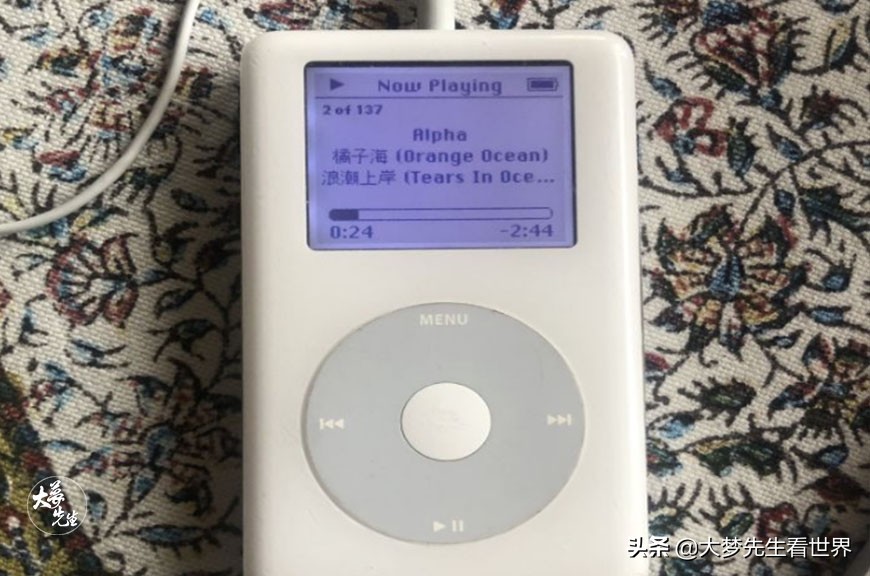 Now Playing
2 of 137
Alpha
橘子海 (Orange Ocean)
浪潮上岸 (Tears In Oce...
0:24 -2:44
MENU
大梦先生
头条 @大梦先生看世界